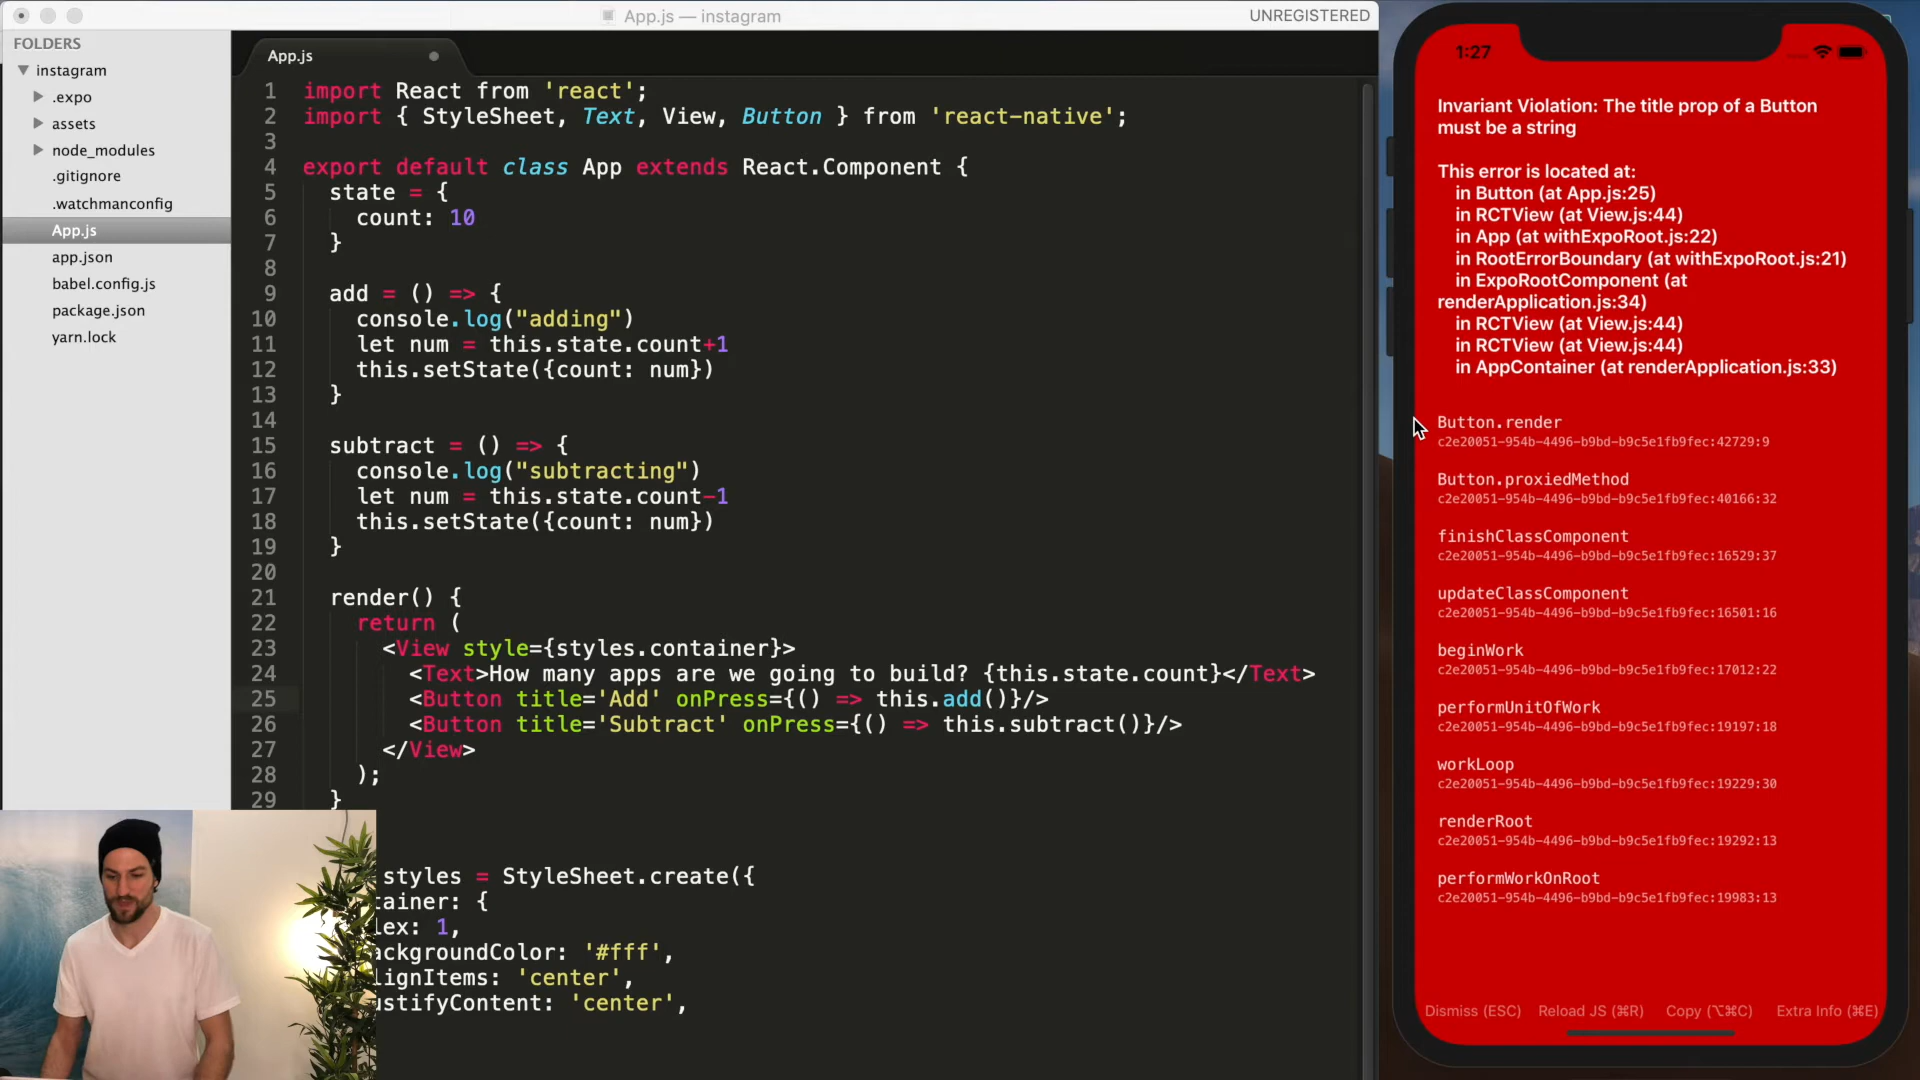 App.js — instagram
UNREGISTERED
FOLDERS
instagram
.expo
assets
node_modules
.gitignore
.watchmanconfig
App.js
app.json
babel.config.js
package.json
yarn.lock
App.js
1 import React from 'react';
2 import { StyleSheet, Text, View, Button } from 'react-native';
3
4 export default class App extends React.Component {
5 state = {
6 count: 10
7 }
8
9 add = () => {
10 console.log("adding")
11 let num = this.state.count+1
12 this.setState({count: num})
13 }
14
15 subtract = () => {
16 console.log("subtracting")
17 let num = this.state.count-1
18 this.setState({count: num})
19 }
20
21 render() {
22 return (
23 <View style={styles.container}>
24 <Text>How many apps are we going to build? {this.state.count}</Text>
25 <Button title='Add' onPress={() => this.add()}/>
26 <Button title='Subtract' onPress={() => this.subtract()}/>
27 </View>
28 );
29 }
styles = StyleSheet.create({
tainer: {
lex: 1,
ackgroundColor: '#fff',
lignItems: 'center',
ustifyContent: 'center',
1:27
Invariant Violation: The title prop of a Button
must be a string
This error is located at:
in Button (at App.js:25)
in RCTView (at View.js:44)
in App (at withExpoRoot.js:22)
in RootErrorBoundary (at withExpoRoot.js:21)
in ExpoRootComponent (at
renderApplication.js:34)
in RCTView (at View.js:44)
in RCTView (at View.js:44)
in AppContainer (at renderApplication.js:33)
Button.render
c2e20051-954b-4496-b9bd-b9c5e1fb9fec:42729:9
Button.proxiedMethod
c2e20051-954b-4496-b9bd-b9c5e1fb9fec:40166:32
finishClassComponent
c2e20051-954b-4496-b9bd-b9c5e1fb9fec:16529:37
updateClassComponent
c2e20051-954b-4496-b9bd-b9c5e1fb9fec:16501:16
beginWork
c2e20051-954b-4496-b9bd-b9c5e1fb9fec:17012:22
performUnitOfWork
c2e20051-954b-4496-b9bd-b9c5e1fb9fec:19197:18
workLoop
c2e20051-954b-4496-b9bd-b9c5e1fb9fec:19229:30
renderRoot
c2e20051-954b-4496-b9bd-b9c5e1fb9fec:19292:13
performWorkOnRoot
c2e20051-954b-4496-b9bd-b9c5e1fb9fec:19983:13
Dismiss (ESC) Reload JS (⌘R) Copy (⌥⌘C) Extra Info (⌘E)